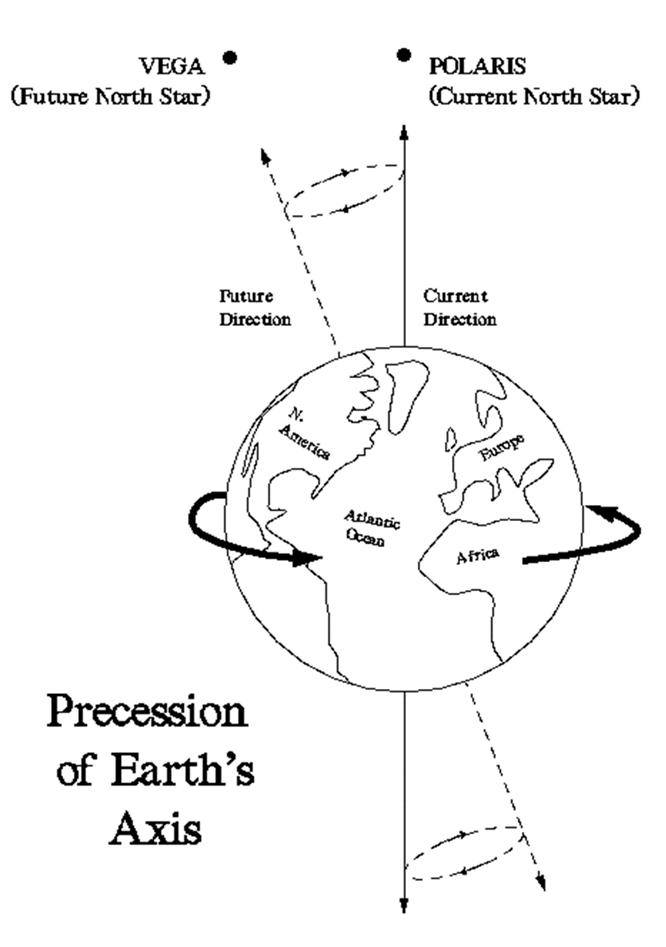 VEGA
(Future North Star)
POLARIS
(Current North Star)
Future
Direction
Current
Direction
N.
America
Europe
Atlantic
Ocean
Africa
Precession
of Earth's
Axis